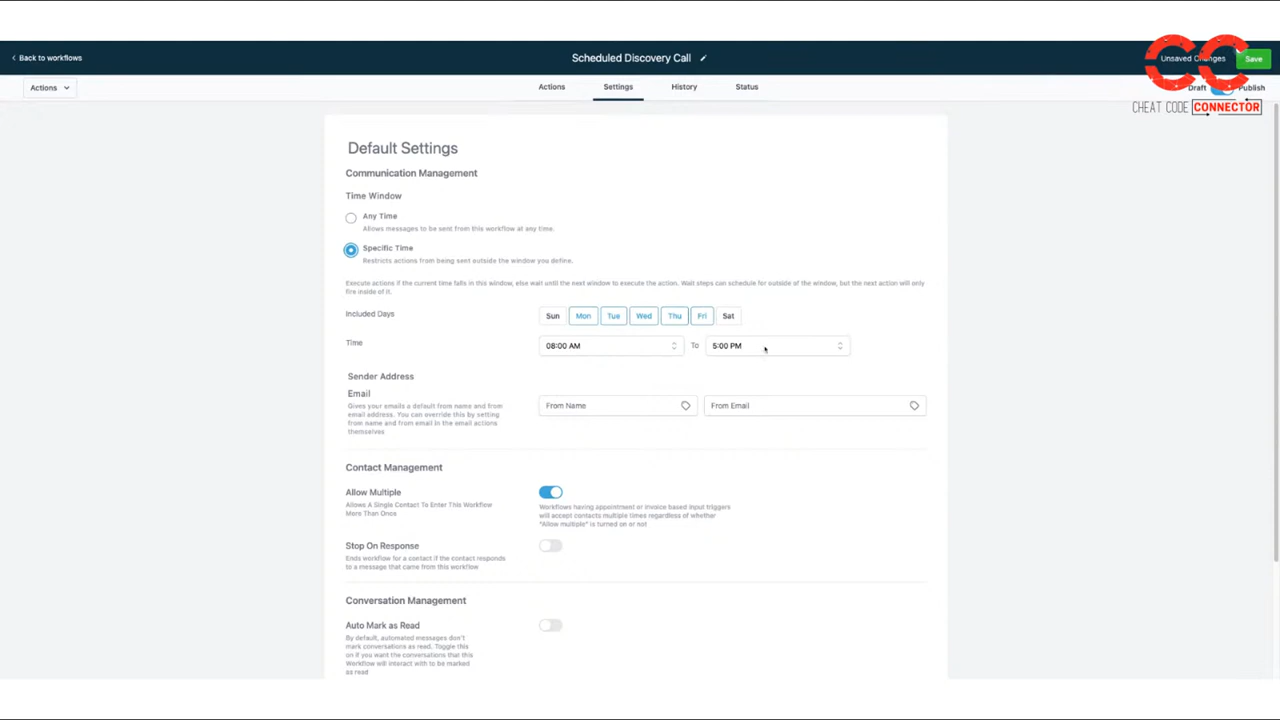 Back to workflows
Scheduled Discovery Call
Unsaved Changes
Save
Actions
Actions
Settings
History
Status
Draft
Publish
CC
CHEAT CODE CONNECTOR
Default Settings
Communication Management
Time Window
Any Time
Allows messages to be sent from this workflow at any time.
Specific Time
Restricts actions from being sent outside the window you define.
Execute actions if the current time falls in this window, else wait until the next window to execute the action. Wait steps can schedule for outside of the window, but the next action will only
fire inside of it.
Included Days
Sun Mon Tue Wed Thu Fri Sat
Time
08:00 AM To 5:00 PM
Sender Address
Email
Gives your emails a default from name and from
email address. You can override this by setting
from name and from email in the email actions
themselves
From Name
From Email
Contact Management
Allow Multiple
Allows A Single Contact To Enter This Workflow
More Than Once
Workflows having appointment or invoice based input triggers
will accept contacts multiple times regardless of whether
"Allow multiple" is turned on or not
Stop On Response
Ends workflow for a contact if the contact responds
to a message that came from this workflow
Conversation Management
Auto Mark as Read
By default, automated messages don't
mark conversations as read. Toggle this
on if you want the conversations that this
Workflow will interact with to be marked
as read